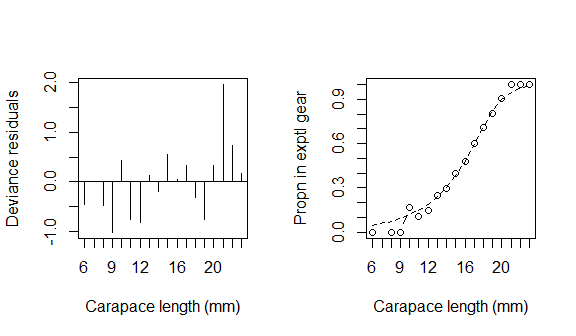 Deviance residuals
2.0
1.0
0.0
-1.0
6 9 12 16 20
Carapace length (mm)
Propn in exptl gear
0.9
0.6
0.3
0.0
6 9 12 16 20
Carapace length (mm)